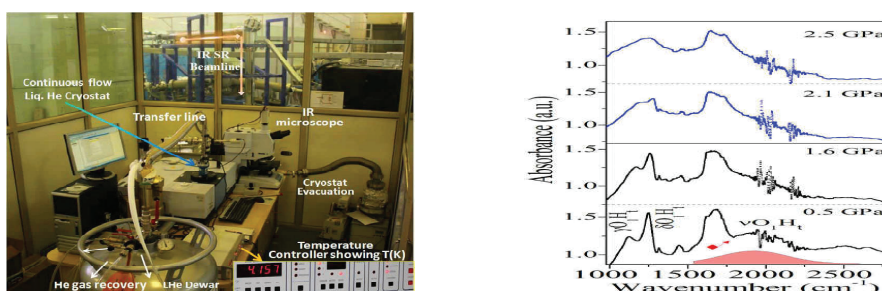 IR SR
Beamline
Continuous flow
Liq. He Cryostat
Transfer line
IR
microscope
Cryostat
Evacuation
Temperature
Controller showing T(K)
4.157
He gas recovery
LHe Dewar
Absorbance (a.u.)
1.5
1.0
2.5 GPa
1.5
1.0
2.1 GPa
1.5
1.0
1.6 GPa
1.5
1.0
0.5 GPa
νO₁Hₜ
1000 1500 2000 2500
Wavenumber (cm⁻¹)